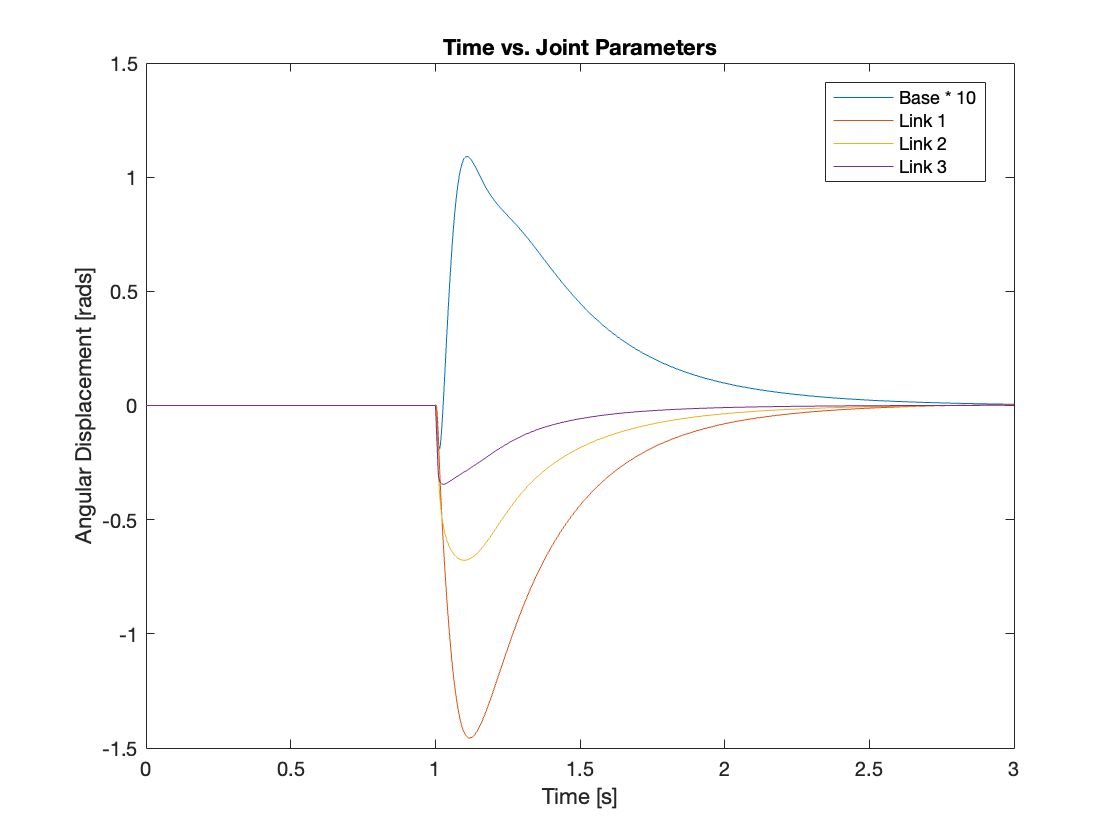 Time vs. Joint Parameters
Base * 10
Link 1
Link 2
Link 3
Angular Displacement [rads]
1.5
1
0.5
0
-0.5
-1
-1.5
0 0.5 1 1.5 2 2.5 3
Time [s]